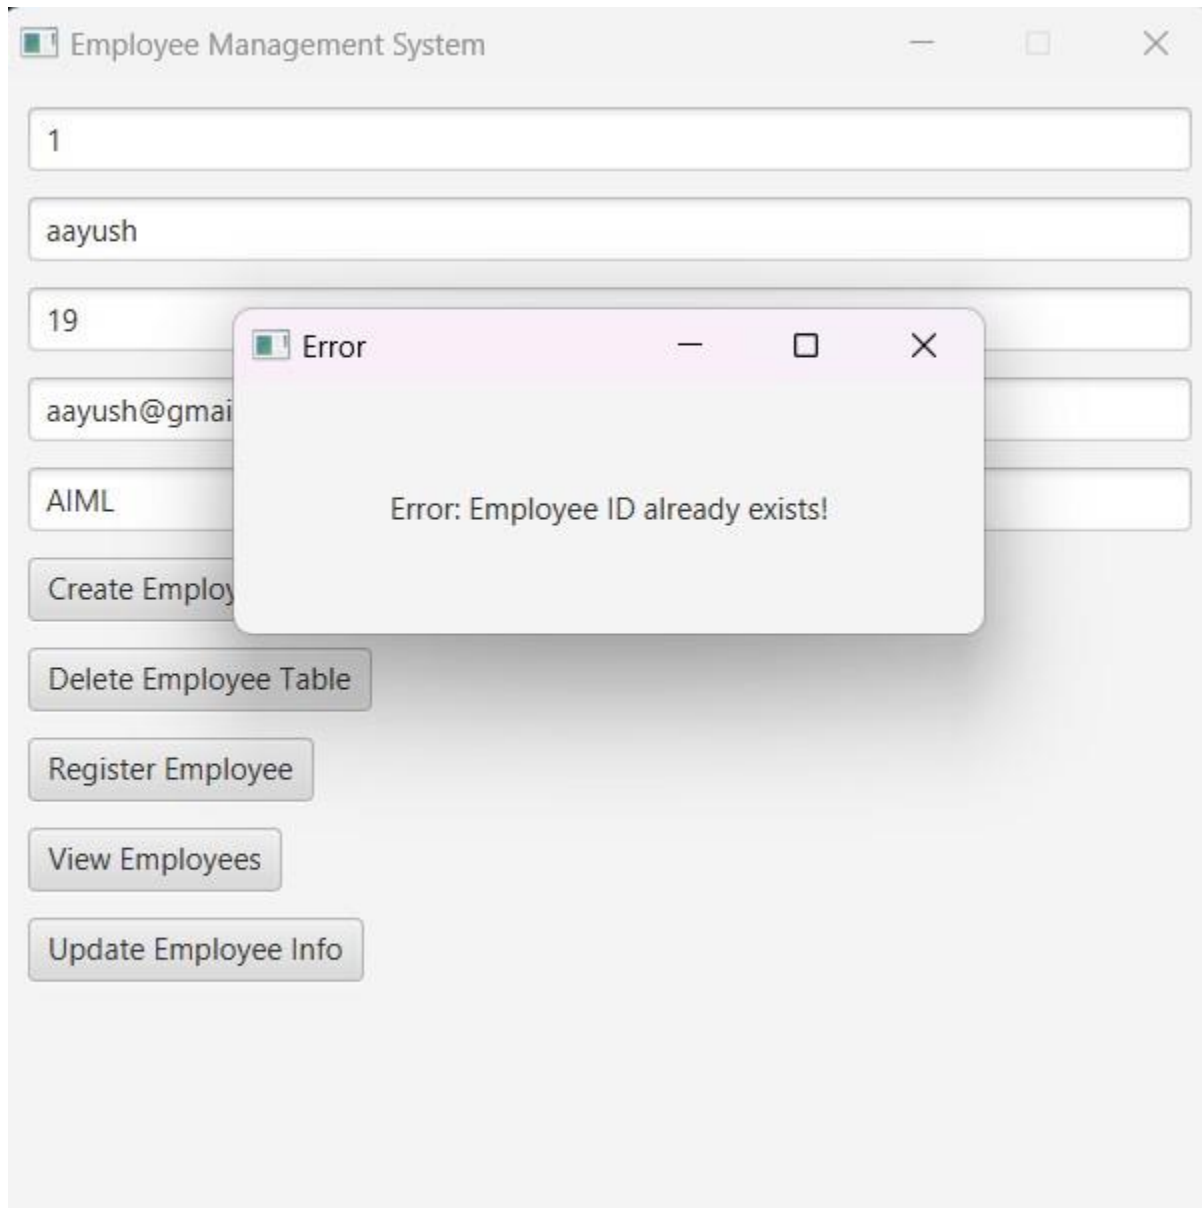 Employee Management System
1
aayush
19
Error
aayush@gmai
Error: Employee ID already exists!
AIML
Create Employ
Delete Employee Table
Register Employee
View Employees
Update Employee Info